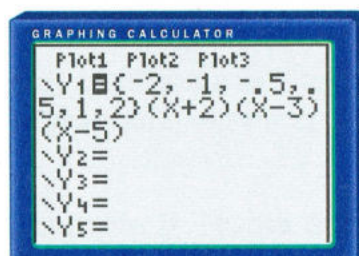 GRAPHING CALCULATOR
Plot1 Plot2 Plot3
\Y1={-2, -1, -.5, .
5, 1, 2}(X+2)(X-3)
(X-5)
\Y2=
\Y3=
\Y4=
\Y5=